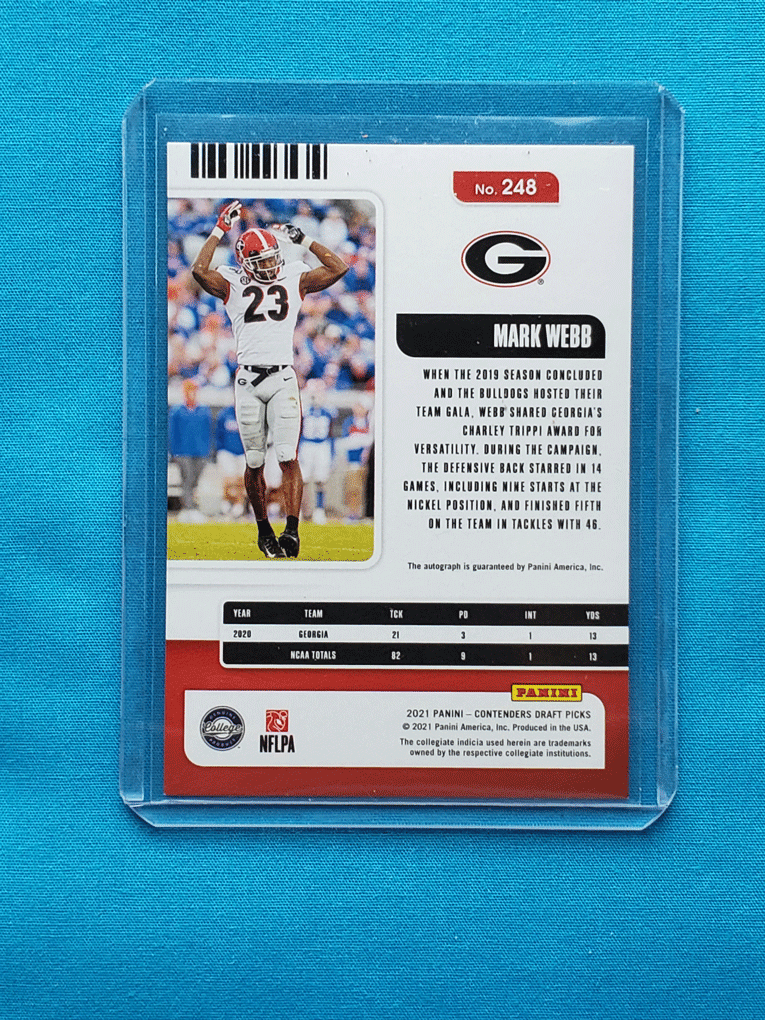 No. 248
G
®
23
G
MARK WEBB
WHEN THE 2019 SEASON CONCLUDED
AND THE BULLDOGS HOSTED THEIR
TEAM GALA, WEBB SHARED GEORGIA'S
CHARLEY TRIPPI AWARD FOR
VERSATILITY. DURING THE CAMPAIGN,
THE DEFENSIVE BACK STARRED IN 14
GAMES, INCLUDING NINE STARTS AT THE
NICKEL POSITION, AND FINISHED FIFTH
ON THE TEAM IN TACKLES WITH 46.
The autograph is guaranteed by Panini America, Inc.
YEAR TEAM TCK PD INT YDS
2020 GEORGIA 21 3 1 13
NCAA TOTALS 82 9 1 13
PANINI
College
NFLPA
2021 PANINI – CONTENDERS DRAFT PICKS
© 2021 Panini America, Inc. Produced in the USA.
The collegiate indicia used herein are trademarks
owned by the respective collegiate institutions.